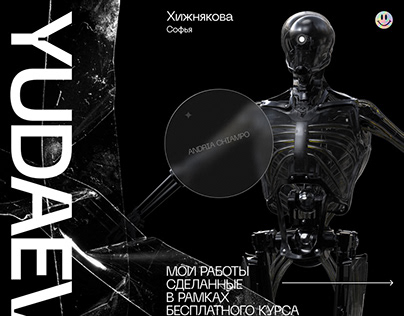 YUDAEV
Хижнякова
Софья
ANDREA CHIAMPO
МОИ РАБОТЫ
СДЕЛАННЫЕ
В РАМКАХ
БЕСПЛАТНОГО КУРСА